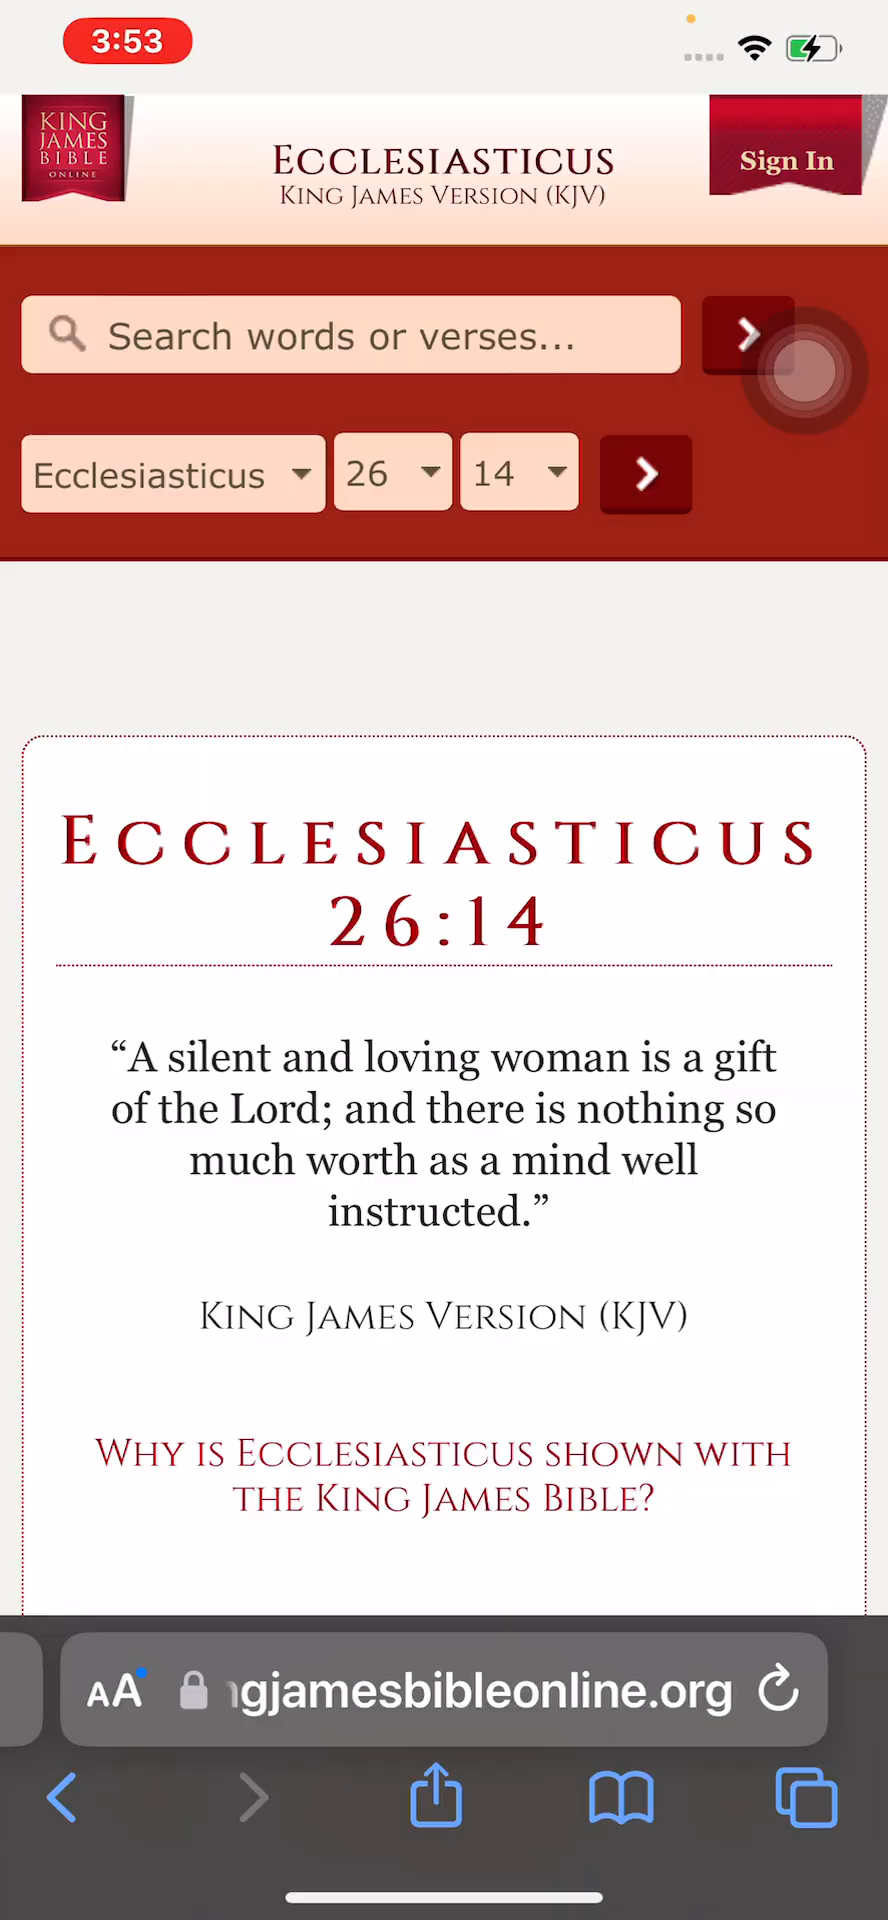 3:53
KING
JAMES
BIBLE
ONLINE
ECCLESIASTICUS
KING JAMES VERSION (KJV)
Sign In
Search words or verses...
Ecclesiasticus 26 14
ECCLESIASTICUS
26:14
“A silent and loving woman is a gift
of the Lord; and there is nothing so
much worth as a mind well
instructed.”
KING JAMES VERSION (KJV)
WHY IS ECCLESIASTICUS SHOWN WITH
THE KING JAMES BIBLE?
AA gjamesbibleonline.org